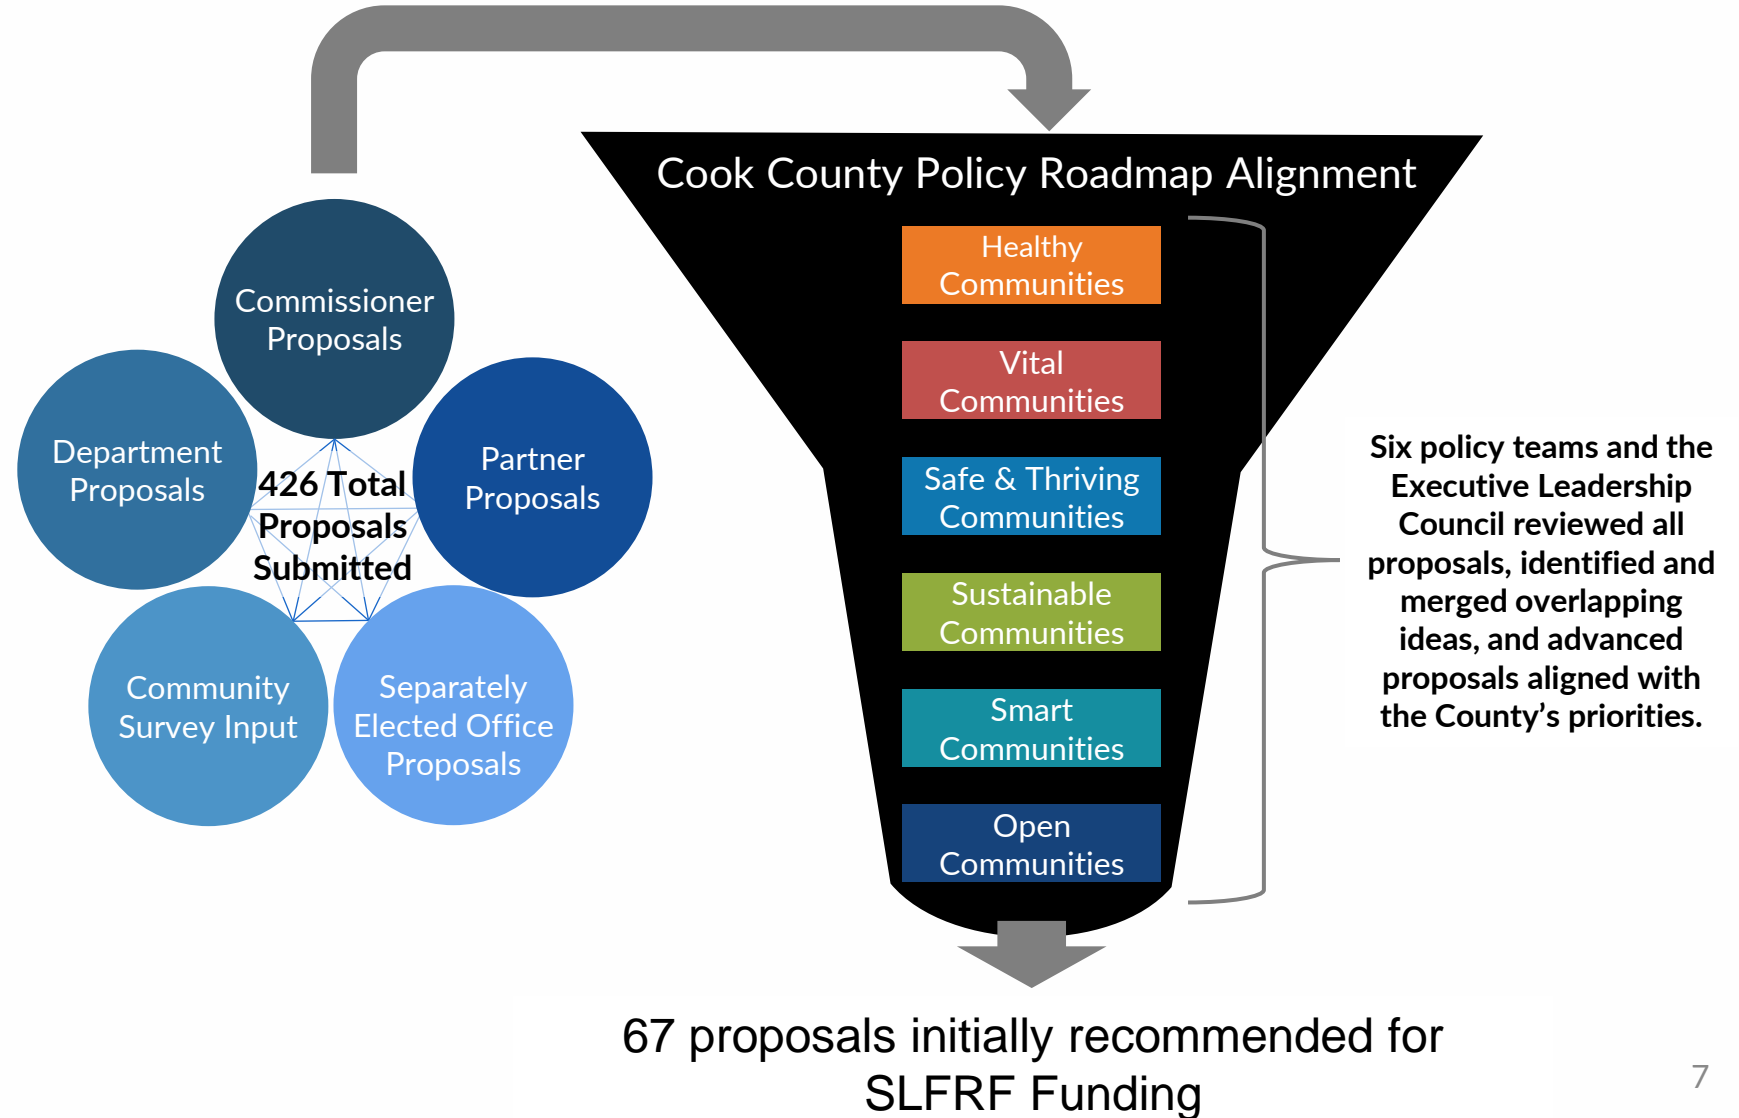 Cook County Policy Roadmap Alignment
Commissioner
Proposals
Department
Proposals
Partner
Proposals
426 Total
Proposals
Submitted
Community
Survey Input
Separately
Elected Office
Proposals
Healthy
Communities
Vital
Communities
Safe & Thriving
Communities
Sustainable
Communities
Smart
Communities
Open
Communities
Six policy teams and the
Executive Leadership
Council reviewed all
proposals, identified and
merged overlapping
ideas, and advanced
proposals aligned with
the County’s priorities.
67 proposals initially recommended for
SLFRF Funding
7